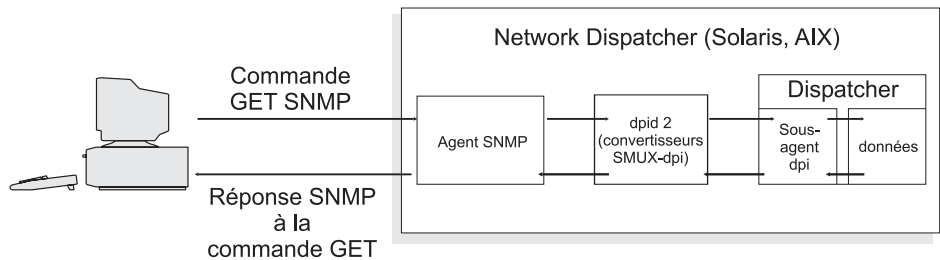 Network Dispatcher (Solaris, AIX)
Commande
GET SNMP
Agent SNMP
dpid 2
(convertisseurs
SMUX-dpi)
Dispatcher
Sous-
agent
dpi
données
Réponse SNMP
à la
commande GET